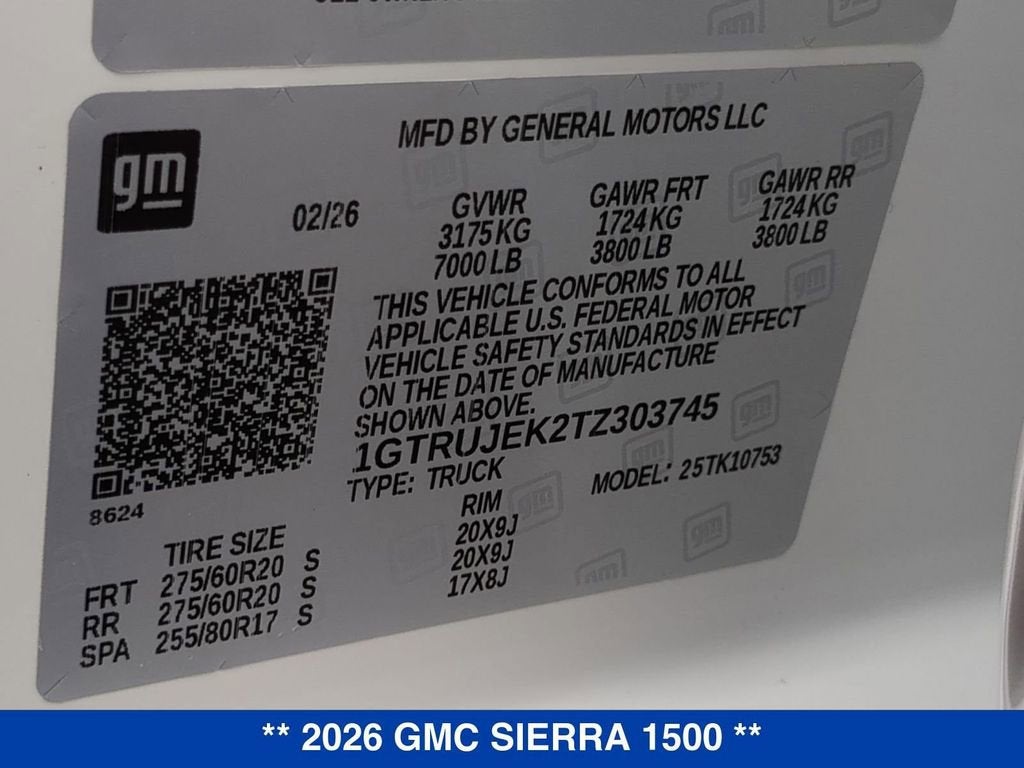 MFD BY GENERAL MOTORS LLC
gm
02/26
GVWR
3175 KG
7000 LB
GAWR FRT
1724 KG
3800 LB
GAWR RR
1724 KG
3800 LB
THIS VEHICLE CONFORMS TO ALL
APPLICABLE U.S. FEDERAL MOTOR
VEHICLE SAFETY STANDARDS IN EFFECT
ON THE DATE OF MANUFACTURE
SHOWN ABOVE.
1GTRUJEK2TZ303745
TYPE: TRUCK
MODEL: 25TK10753
8624
TIRE SIZE RIM
FRT 275/60R20 S 20X9J
RR 275/60R20 S 20X9J
SPA 255/80R17 S 17X8J
** 2026 GMC SIERRA 1500 **